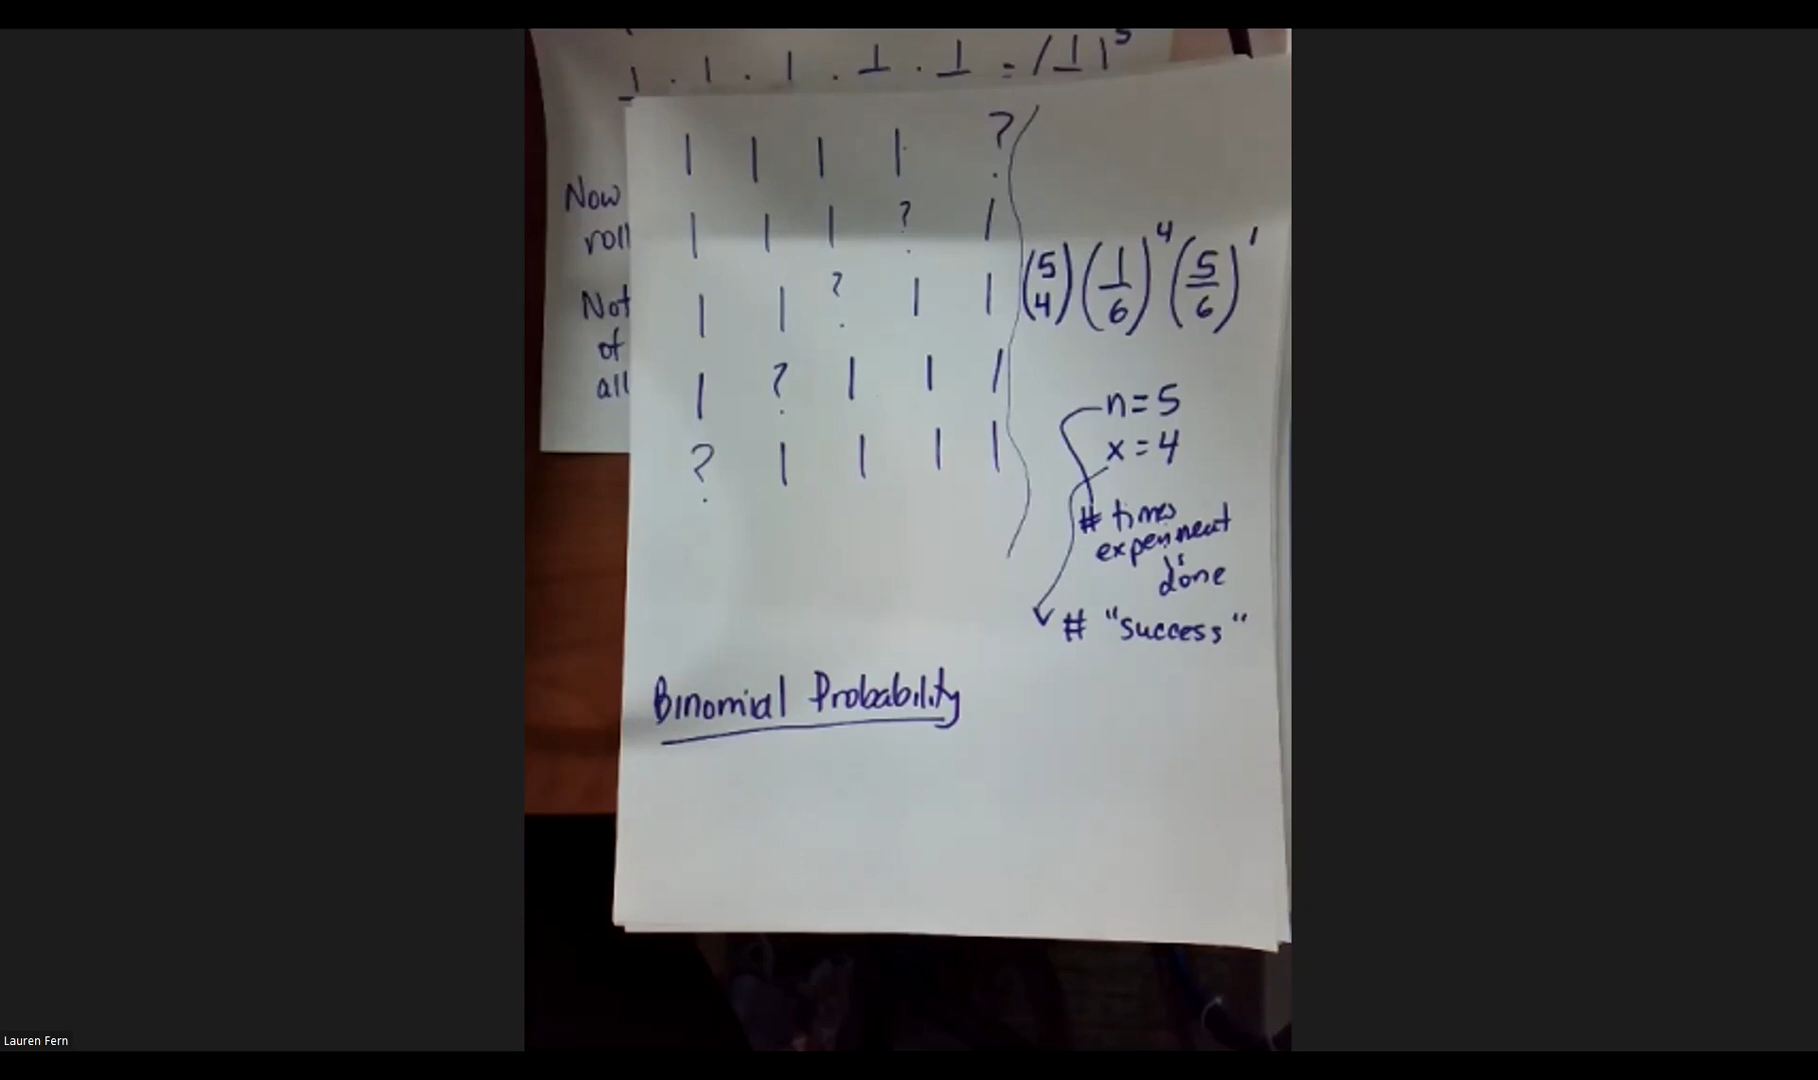 1 . 1 . 1 . 1 . 1 = (1)^5
1 1 1 1 ?
Now
1 1 1 ? 1
roll
(5 4)(1/6)^4(5/6)^1
1 1 ? 1 1
Not
of
1 ? 1 1 1
all
n = 5
? 1 1 1 1
x = 4
# times
experiment
is
done
# "success"
Binomial Probability
Lauren Fern